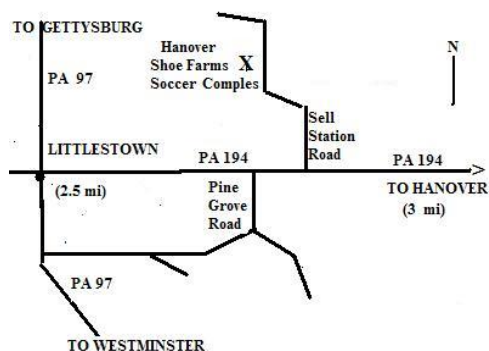 TO GETTYSBURG
Hanover
Shoe Farms X
Soccer Comples
N
PA 97
Sell
Station
Road
LITTLESTOWN
PA 194
PA 194
(2.5 mi)
Pine
Grove
Road
TO HANOVER
(3 mi)
PA 97
TO WESTMINSTER